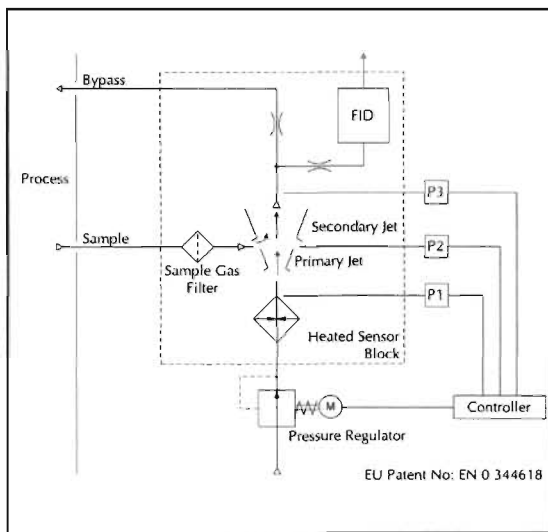 Bypass
FID
Process
P3
Secondary Jet
Sample
P2
Primary Jet
Sample Gas
Filter
P1
Heated Sensor
Block
M
Controller
Pressure Regulator
EU Patent No: EN 0 344618